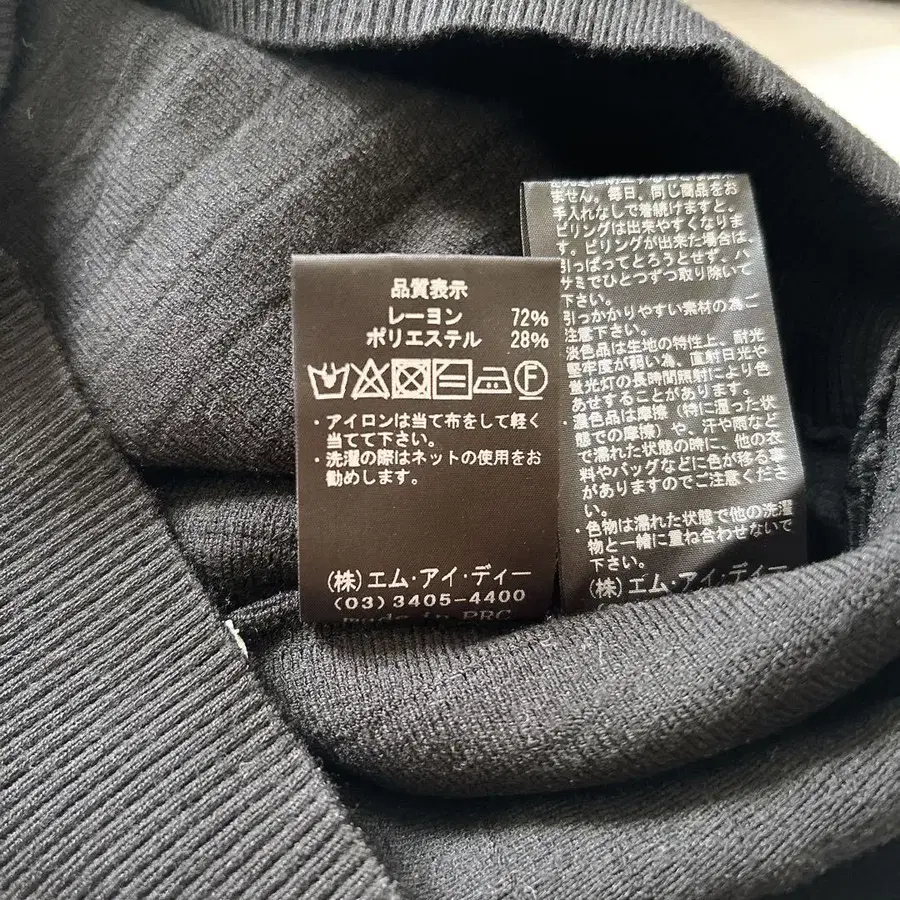 品質表示
レーヨン 72%
ポリエステル 28%
・アイロンは当て布をして軽く
当てて下さい。
・洗濯の際はネットの使用をお
勧めします。
(株)エム・アイ・ディー
(03)3405-4400
made in PRC
ません。毎日、同じ商品をお
手入れなしで着続けますと、
ピリングは出来やすくなりま
す。ピリングが出来た場合は、
引っぱってとろうとせず、ハ
サミでひとつずつ取り除いて
下さい。
引っかかりやすい素材の為ご
注意下さい。
淡色品は生地の特性上、耐光
堅牢度が弱い為、直射日光や
蛍光灯の長時間照射により色
あせすることがあります。
・濃色品は摩擦(特に湿った状
態での摩擦)や、汗や雨など
で濡れた状態の時に、他の衣
料やバッグなどに色が移る事
がありますのでご注意くださ
い。
・色物は濡れた状態で他の洗濯
物と一緒に重ね合わせないで
下さい。
(株)エム・アイ・ディー